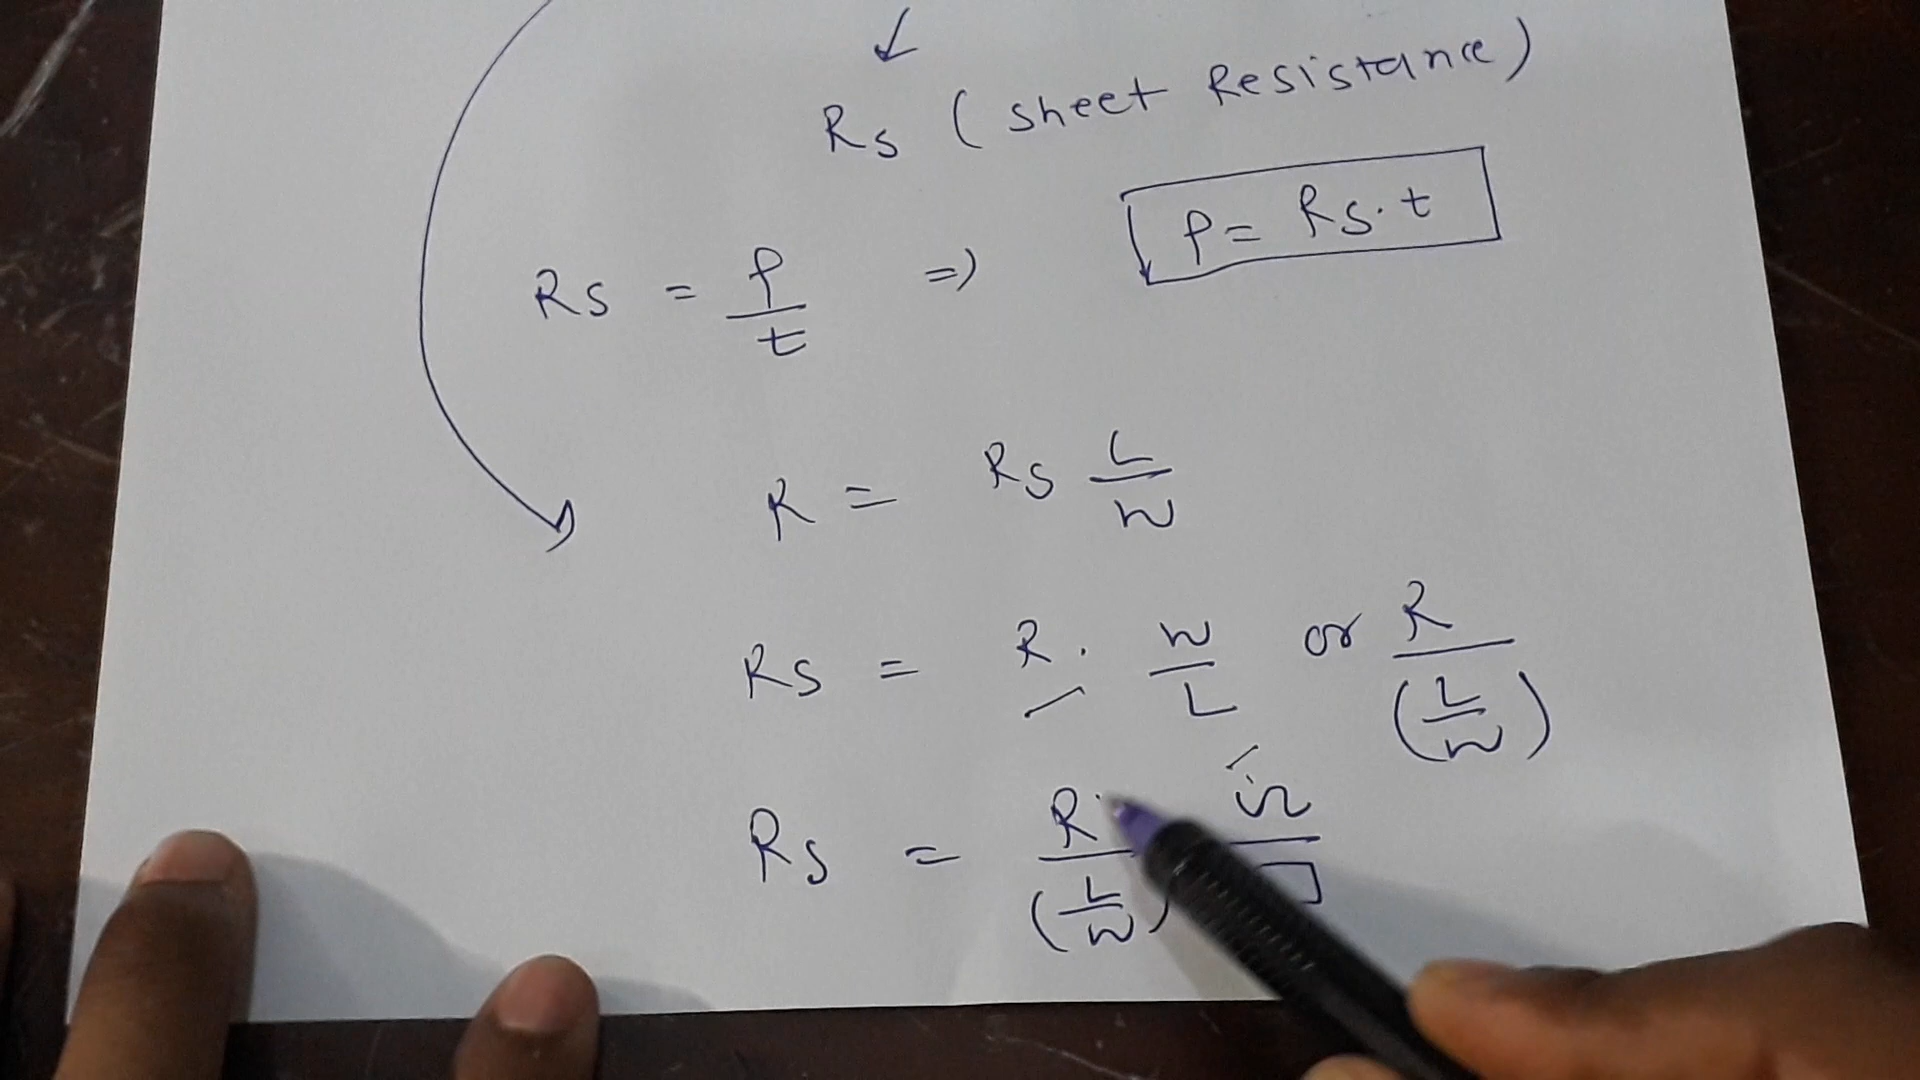 Rs (sheet Resistance)
Rs = ρ/t => ρ = Rs.t
R = Rs L/W
Rs = R. W/L or R/(L/W)
Rs = R/(L/W) Ω/□